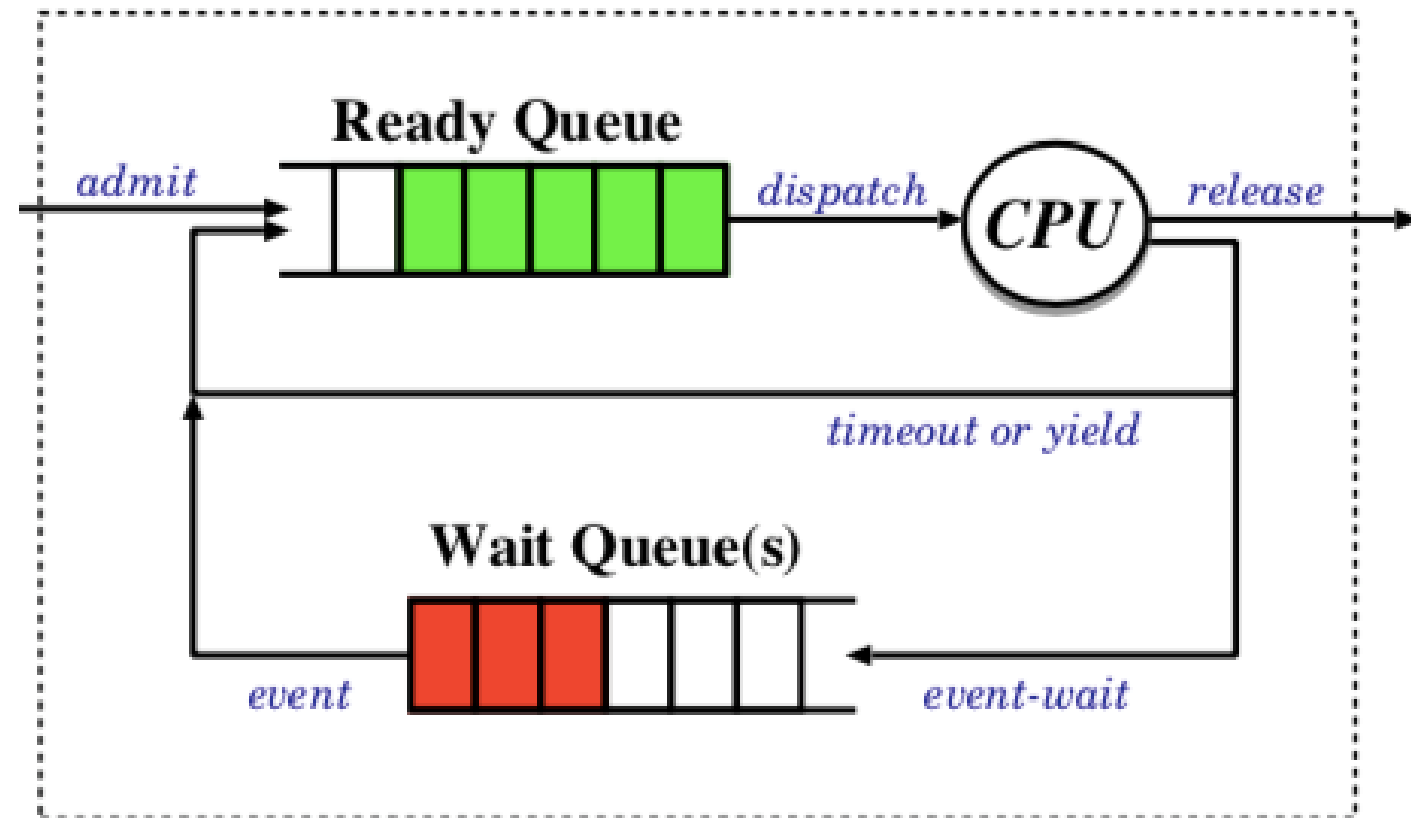 Ready Queue
admit
dispatch
CPU
release
timeout or yield
Wait Queue(s)
event
event-wait